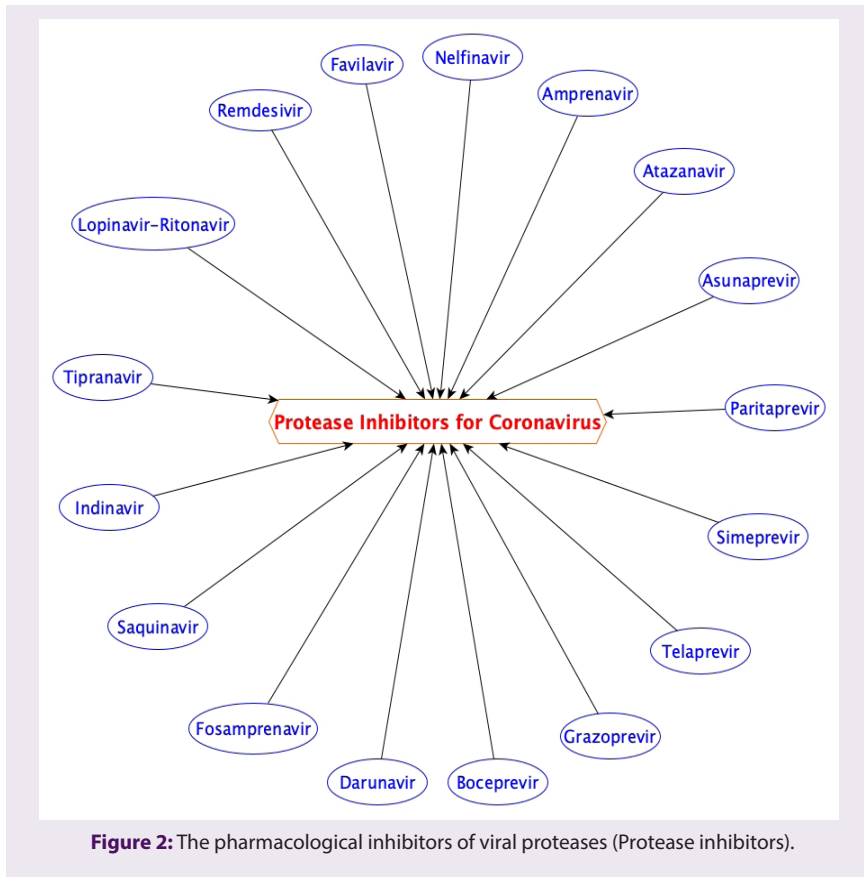 Nelfinavir
Favilavir
Amprenavir
Remdesivir
Atazanavir
Lopinavir-Ritonavir
Asunaprevir
Tipranavir
Paritaprevir
Protease Inhibitors for Coronavirus
Indinavir
Simeprevir
Saquinavir
Telaprevir
Fosamprenavir
Grazoprevir
Darunavir
Boceprevir
Figure 2: The pharmacological inhibitors of viral proteases (Protease inhibitors).